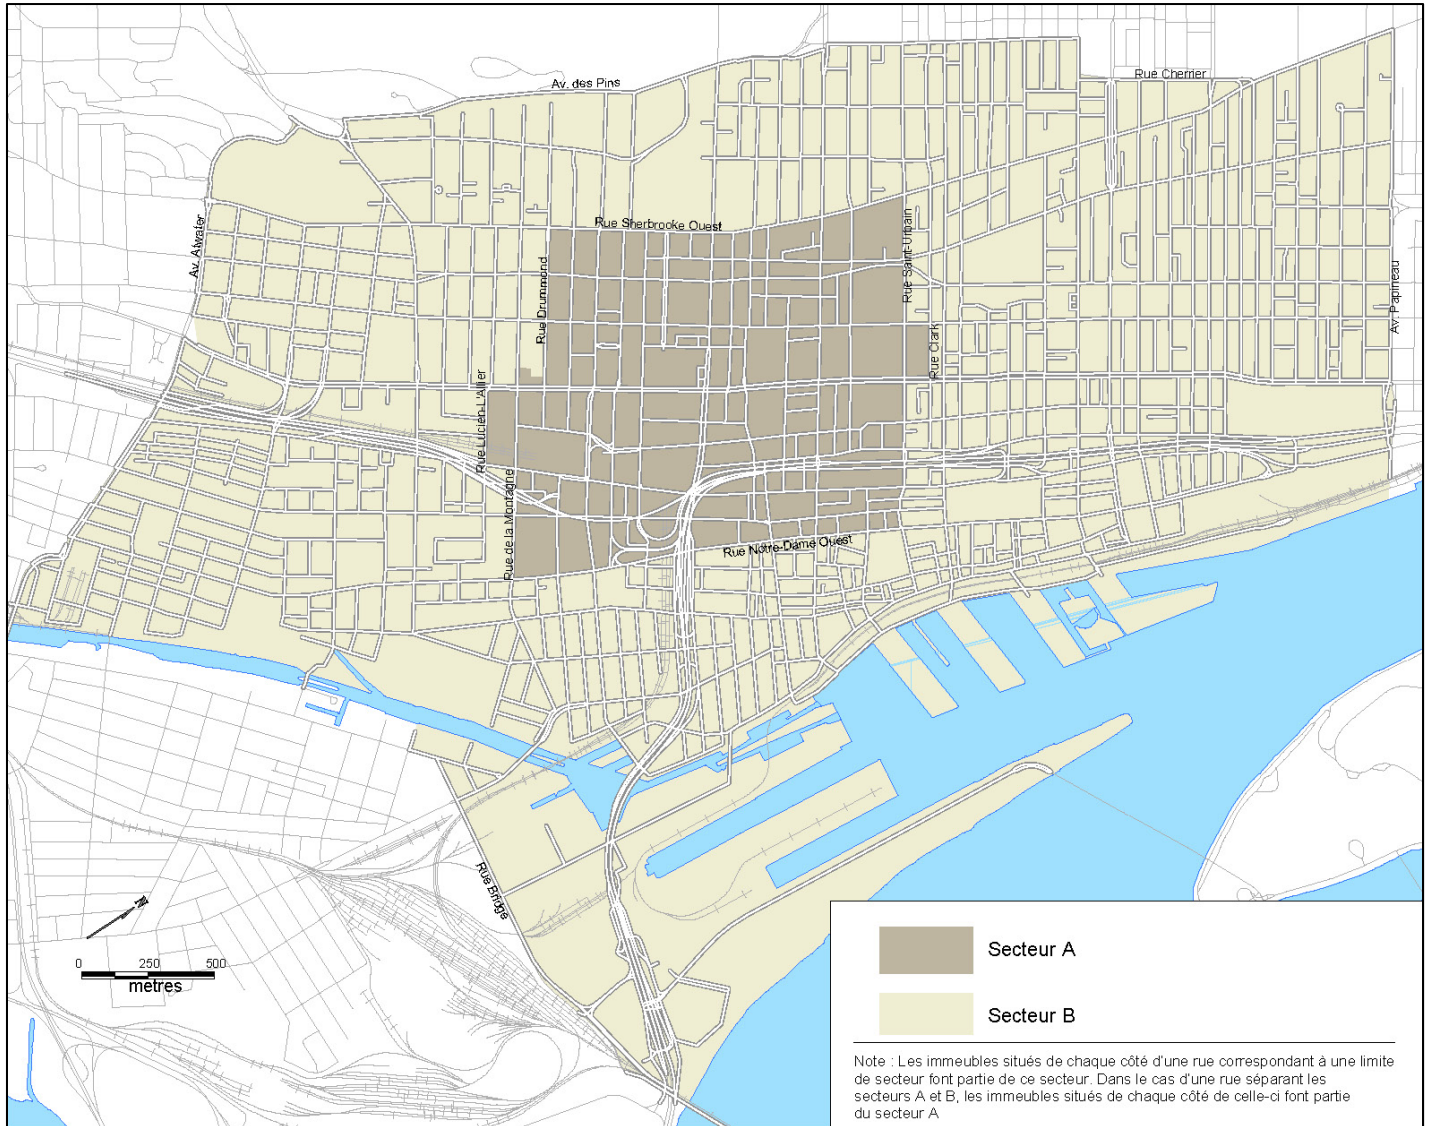 Av. des Pins
Rue Cherrier
Av. Atwater
Rue Sherbrooke Ouest
Rue Saint-Urbain
Rue Drummond
Av. Papineau
Rue Clark
Rue Lucien-L'Allier
Rue de la Montagne
Rue Notre-Dame Ouest
Rue Bridge
N
0 250 500
metres
Secteur A
Secteur B
Note : Les immeubles situés de chaque côté d'une rue correspondant à une limite
de secteur font partie de ce secteur. Dans le cas d'une rue séparant les
secteurs A et B, les immeubles situés de chaque côté de celle-ci font partie
du secteur A